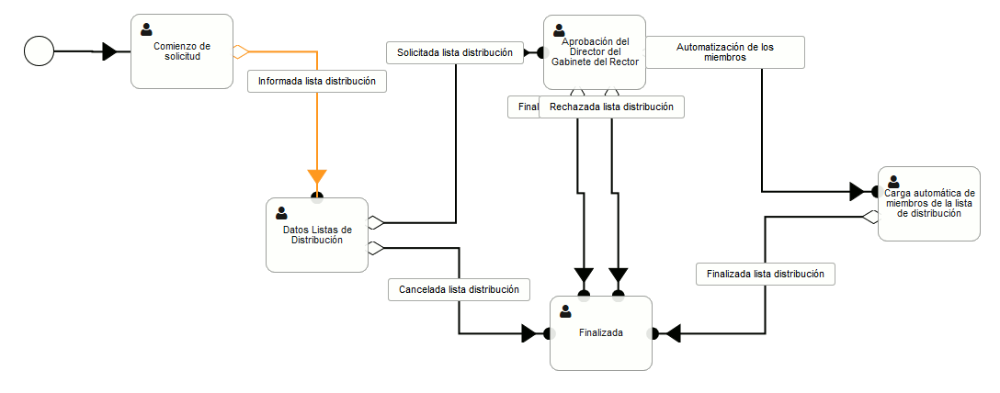 Comienzo de
solicitud
Informada lista distribución
Datos Listas de
Distribución
Solicitada lista distribución
Cancelada lista distribución
Aprobación del
Director del
Gabinete del Rector
Automatización de los
miembros
Rechazada lista distribución
Carga automática de
miembros de la lista
de distribución
Finalizada lista distribución
Finalizada